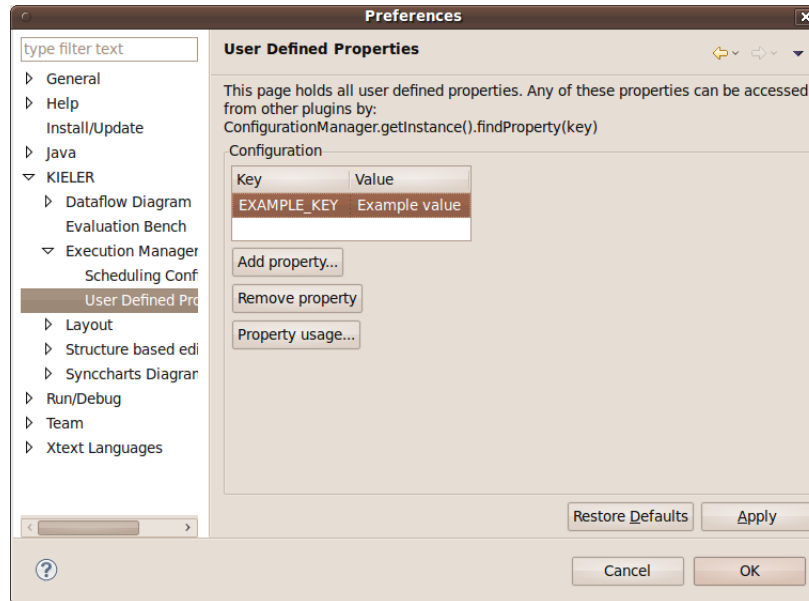 Preferences
type filter text
General
Help
Install/Update
Java
KIELER
Dataflow Diagram
Evaluation Bench
Execution Manager
Scheduling Confi
User Defined Pro
Layout
Structure based edi
Synccharts Diagram
Run/Debug
Team
Xtext Languages
User Defined Properties
This page holds all user defined properties. Any of these properties can be accessed
from other plugins by:
ConfigurationManager.getInstance().findProperty(key)
Configuration
Key Value
EXAMPLE_KEY Example value
Add property...
Remove property
Property usage...
Restore Defaults Apply
Cancel OK